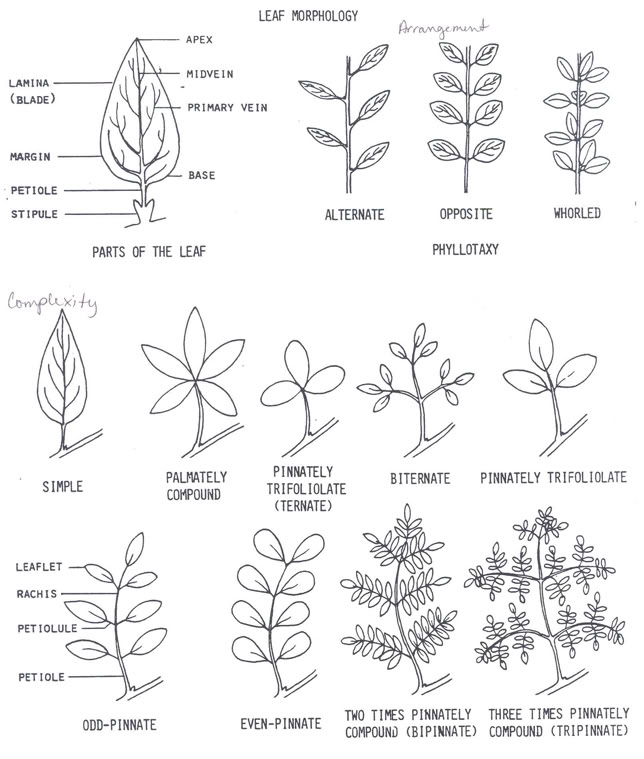 LEAF MORPHOLOGY
Arrangement
APEX
MIDVEIN
LAMINA
(BLADE)
PRIMARY VEIN
MARGIN
BASE
PETIOLE
STIPULE
PARTS OF THE LEAF
ALTERNATE
OPPOSITE
WHORLED
PHYLLOTAXY
Complexity
SIMPLE
PALMATELY
COMPOUND
PINNATELY
TRIFOLIOLATE
(TERNATE)
BITERNATE
PINNATELY TRIFOLIOLATE
LEAFLET
RACHIS
PETIOLULE
PETIOLE
ODD-PINNATE
EVEN-PINNATE
TWO TIMES PINNATELY
COMPOUND (BIPINNATE)
THREE TIMES PINNATELY
COMPOUND (TRIPINNATE)